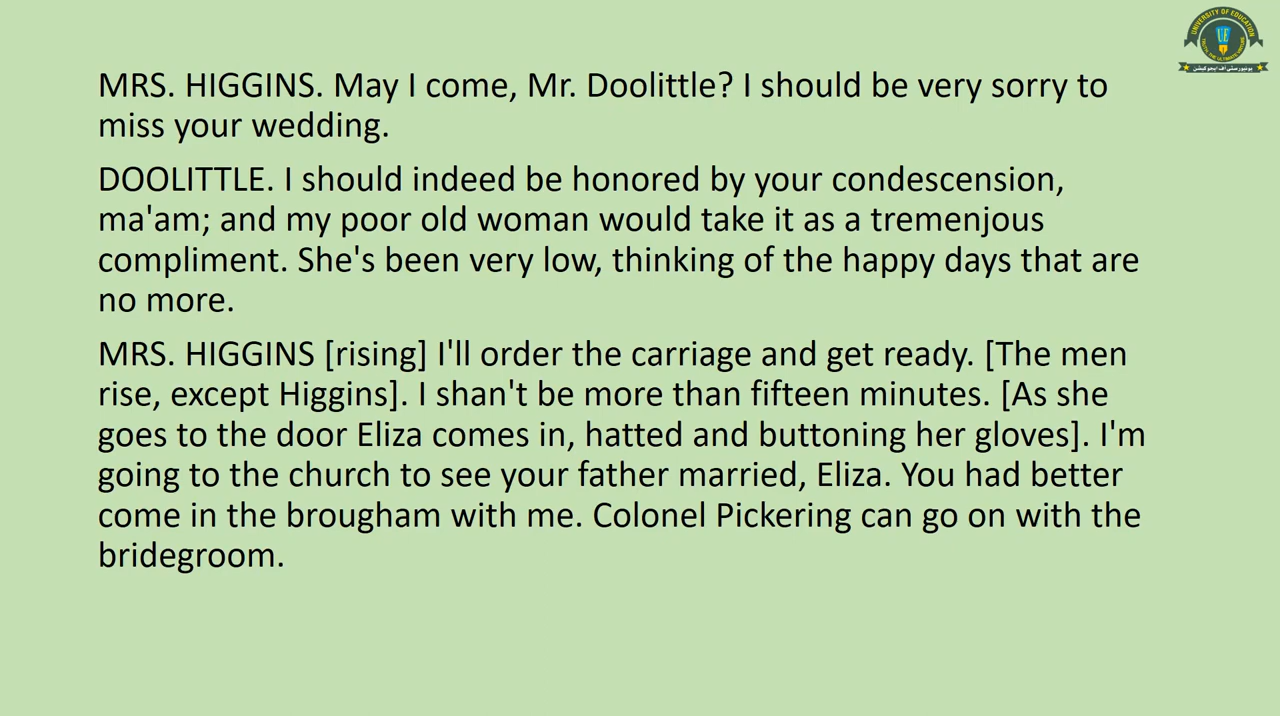 UNIVERSITY OF EDUCATION
UE
یونیورسٹی آف ایجوکیشن
MRS. HIGGINS. May I come, Mr. Doolittle? I should be very sorry to
miss your wedding.
DOOLITTLE. I should indeed be honored by your condescension,
ma'am; and my poor old woman would take it as a tremenjous
compliment. She's been very low, thinking of the happy days that are
no more.
MRS. HIGGINS [rising] I'll order the carriage and get ready. [The men
rise, except Higgins]. I shan't be more than fifteen minutes. [As she
goes to the door Eliza comes in, hatted and buttoning her gloves]. I'm
going to the church to see your father married, Eliza. You had better
come in the brougham with me. Colonel Pickering can go on with the
bridegroom.